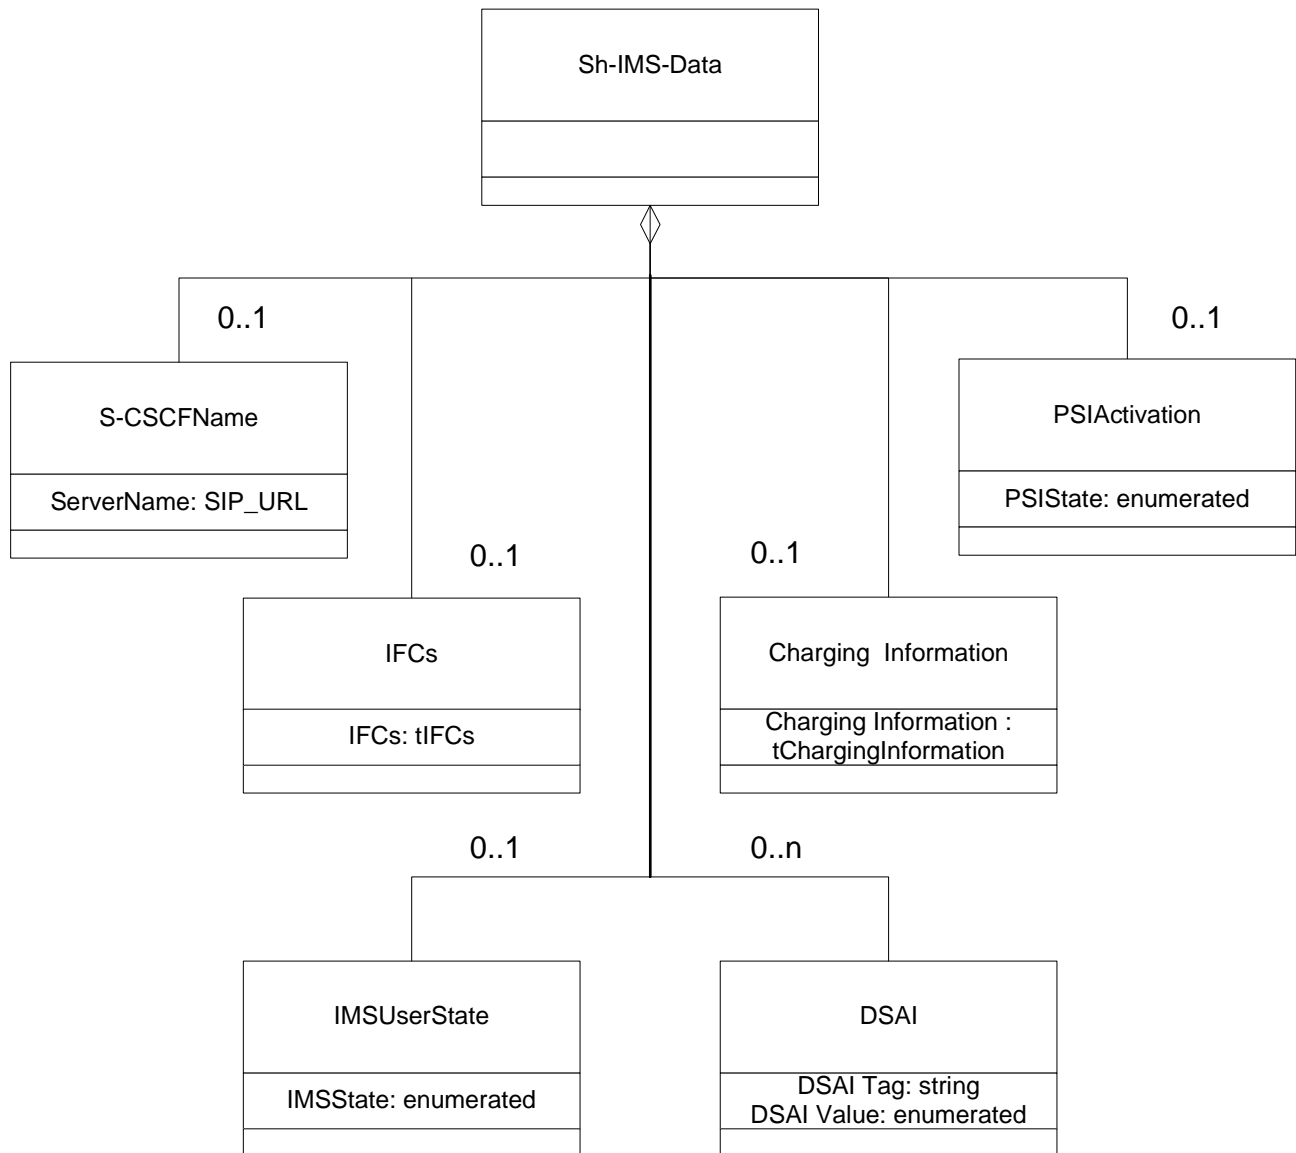 Sh-IMS-Data
0..1
0..1
S-CSCFName
ServerName: SIP_URL
PSIActivation
PSIState: enumerated
0..1
0..1
IFCs
IFCs: tIFCs
Charging Information
Charging Information :
tChargingInformation
0..1
0..n
IMSUserState
IMSState: enumerated
DSAI
DSAI Tag: string
DSAI Value: enumerated